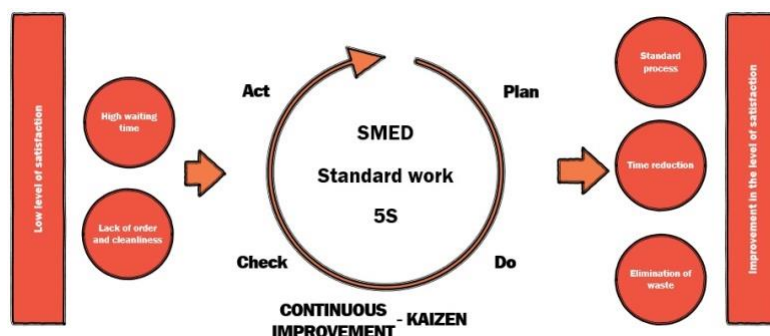 Low level of satisfaction
High waiting
time
Lack of order
and cleanliness
Act
Plan
SMED
Standard work
5S
Check
Do
CONTINUOUS
IMPROVEMENT - KAIZEN
Standard
process
Time reduction
Elimination of
waste
Improvement in the level of satisfaction